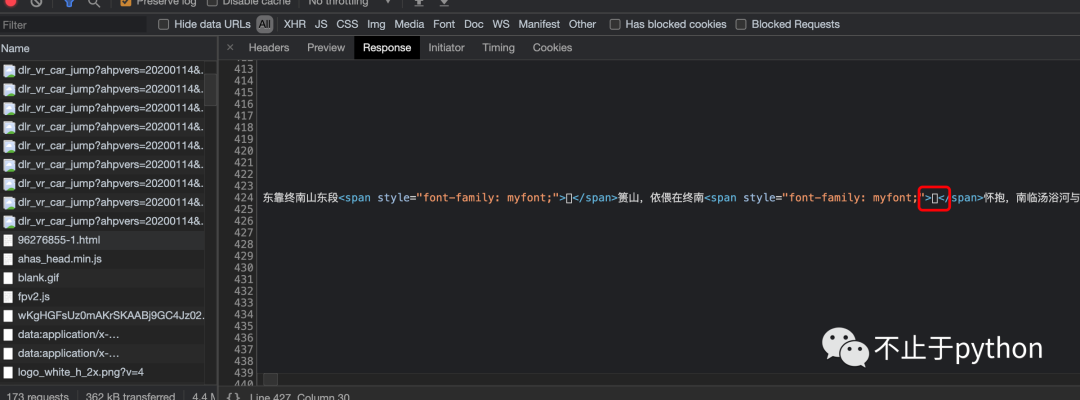 Preserve log Disable cache No throttling
Filter Hide data URLs All XHR JS CSS Img Media Font Doc WS Manifest Other Has blocked cookies Blocked Requests
Name
× Headers Preview Response Initiator Timing Cookies
dlr_vr_car_jump?ahpvers=20200114&..
dlr_vr_car_jump?ahpvers=20200114&..
dlr_vr_car_jump?ahpvers=20200114&..
dlr_vr_car_jump?ahpvers=20200114&..
dlr_vr_car_jump?ahpvers=20200114&..
dlr_vr_car_jump?ahpvers=20200114&..
dlr_vr_car_jump?ahpvers=20200114&..
dlr_vr_car_jump?ahpvers=20200114&..
dlr_vr_car_jump?ahpvers=20200114&..
96276855-1.html
ahas_head.min.js
blank.gif
fpv2.js
wKgHGFsUz0mAKrSKAABj9GC4Jz02.
data:application/x-…
data:application/x-…
logo_white_h_2x.png?v=4
173 requests 362 kB transferred 4.4 M
413
414
415
416
417
418
419
420
421
422
423
424 东靠终南山东段<span style="font-family: myfont;">▯</span>篑山，依偎在终南<span style="font-family: myfont;">▯</span>怀抱，南临汤浴河与
425
426
427
428
429
430
431
432
433
434
435
436
437
438
439
440
{} Line 427, Column 30
不止于python